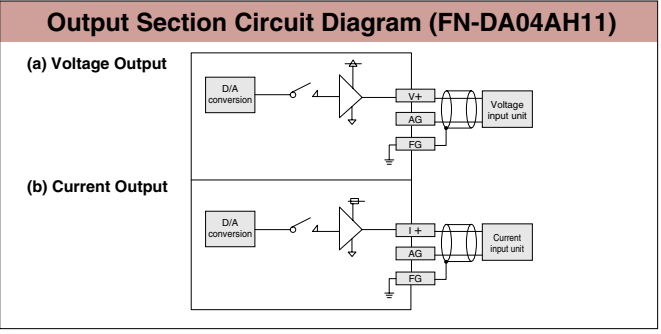 Output Section Circuit Diagram (FN-DA04AH11)
(a) Voltage Output
D/A
conversion
V+
AG
FG
Voltage
input unit
(b) Current Output
D/A
conversion
I +
AG
FG
Current
input unit